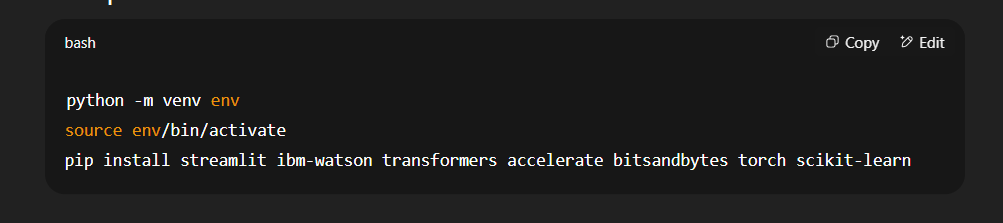 bash
Copy
Edit
python -m venv env
source env/bin/activate
pip install streamlit ibm-watson transformers accelerate bitsandbytes torch scikit-learn